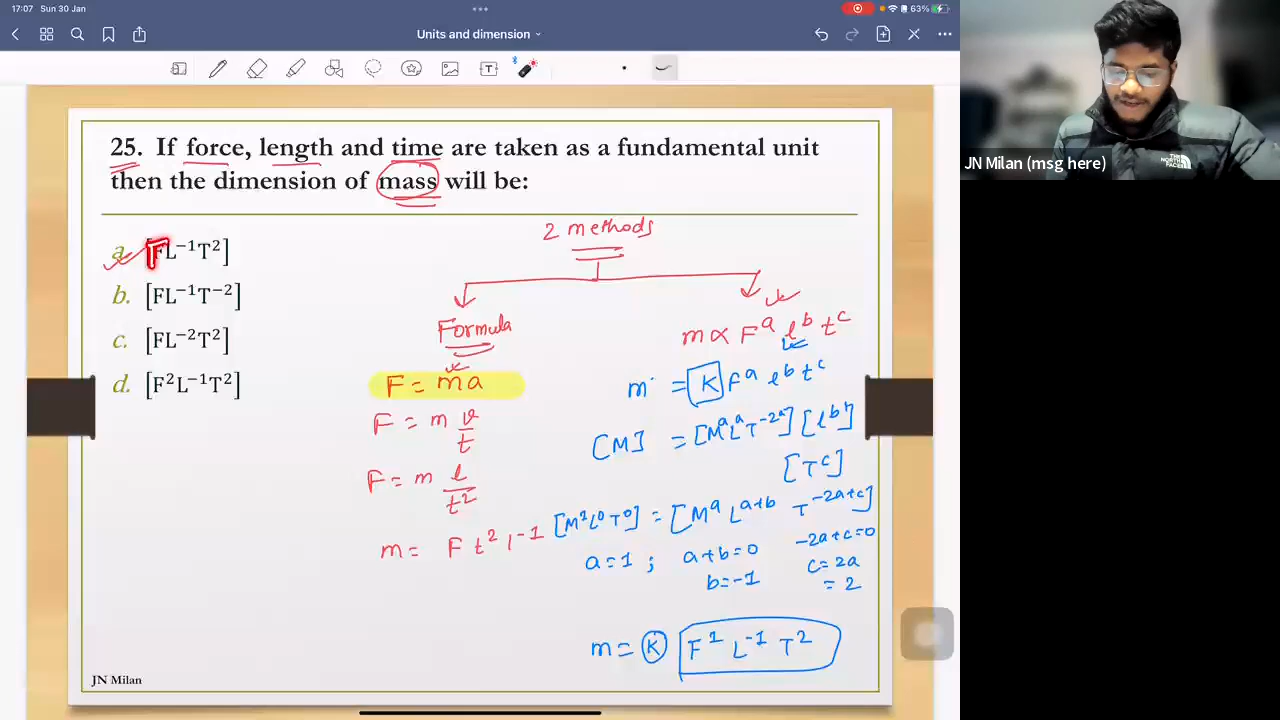 17:07 Sun 30 Jan
63%
Units and dimension
T
25. If force, length and time are taken as a fundamental unit
then the dimension of mass will be:
a. [FL⁻¹T²]
b. [FL⁻¹T⁻²]
c. [FL⁻²T²]
d. [F²L⁻¹T²]
2 methods
Formula
F = ma
F = m v/t
F = m l/t²
m = F t² l⁻¹
m ∝ Fᵃ lᵇ tᶜ
m = K Fᵃ lᵇ tᶜ
[M] = [MᵃLᵃT⁻²ᵃ] [lᵇ]
[Tᶜ]
[M¹L⁰T⁰] = [Mᵃ Lᵃ⁺ᵇ T⁻²ᵃ⁺ᶜ]
a=1 ; a+b=0 -2a+c=0
b=-1 c=2a
= 2
m = K F¹ L⁻¹ T²
JN Milan
JN Milan (msg here)
THE NORTH FACE